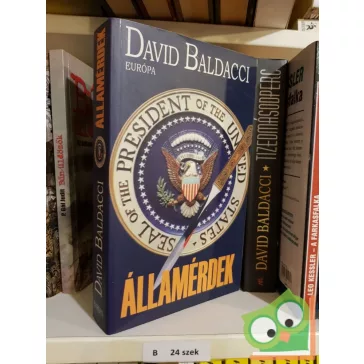 DAVID BALDACCI
EURÓPA
SEAL OF THE PRESIDENT OF THE UNITED STATES
ÁLLAMÉRDEK
DAVID BALDACCI
ÁLLAMÉRDEK
DAVID BALDACCI ★ TIZEDMÁSODPERC
LEO KESSLER – A FARKASFALKA
B 24 szek